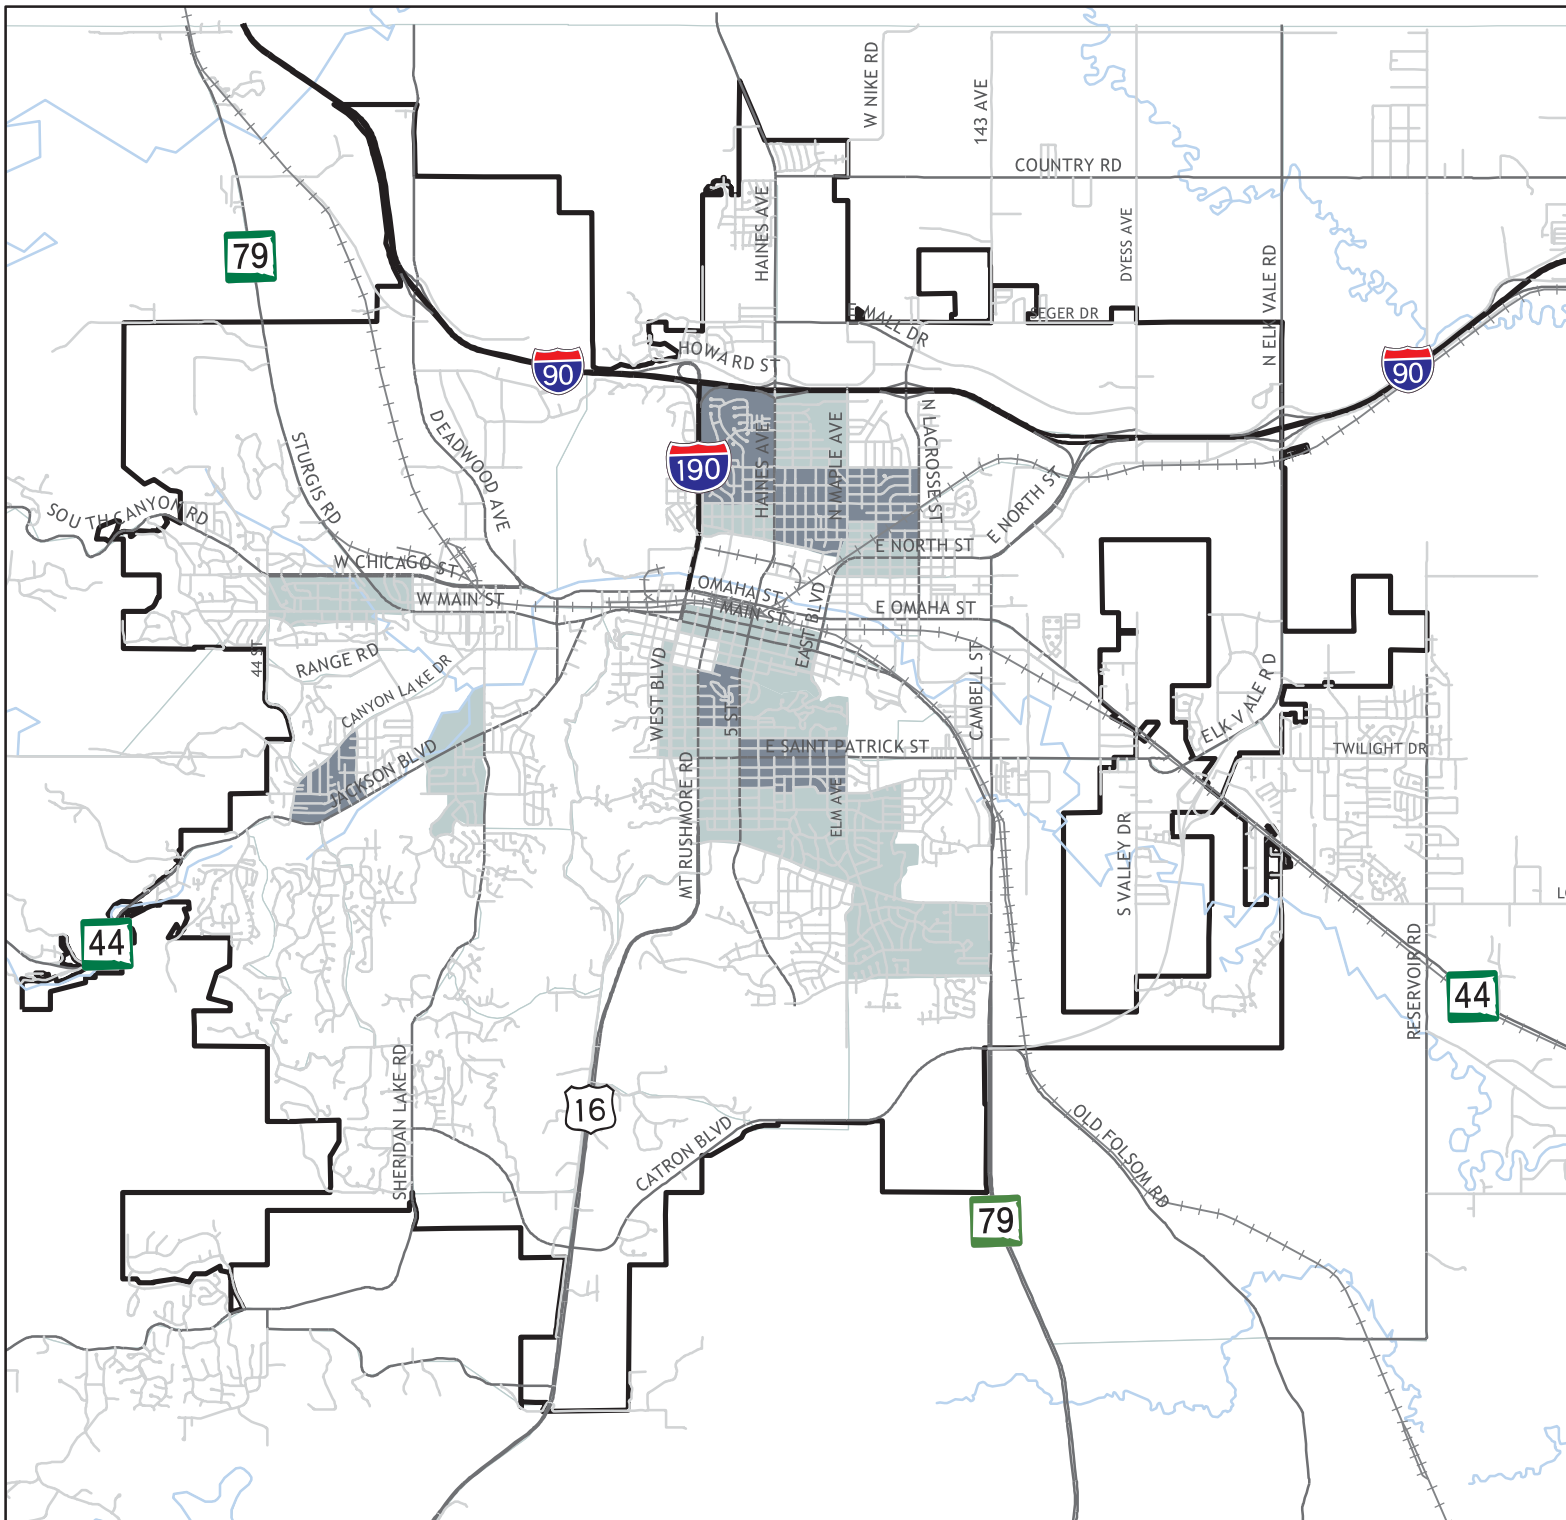 W NIKE RD
143 AVE
COUNTRY RD
HAINES AVE
DYESS AVE
N ELK VALE RD
79
E MALL DR
SEGER DR
HOWARD ST
90
90
190
DEADWOOD AVE
STURGIS RD
HAINES AVE
N MAPLE AVE
N LACROSSE ST
SOUTH CANYON RD
E NORTH ST
E NORTH ST
W CHICAGO ST
W MAIN ST
OMAHA ST
MAIN ST
EAST BLVD
E OMAHA ST
44 ST
RANGE RD
CANYON LAKE DR
WEST BLVD
5 ST
CAMBELL ST
ELK VALE RD
JACKSON BLVD
E SAINT PATRICK ST
TWILIGHT DR
MT RUSHMORE RD
ELM AVE
S VALLEY DR
LO
44
RESERVOIR RD
44
SHERIDAN LAKE RD
16
CATRON BLVD
OLD FOLSOM RD
79